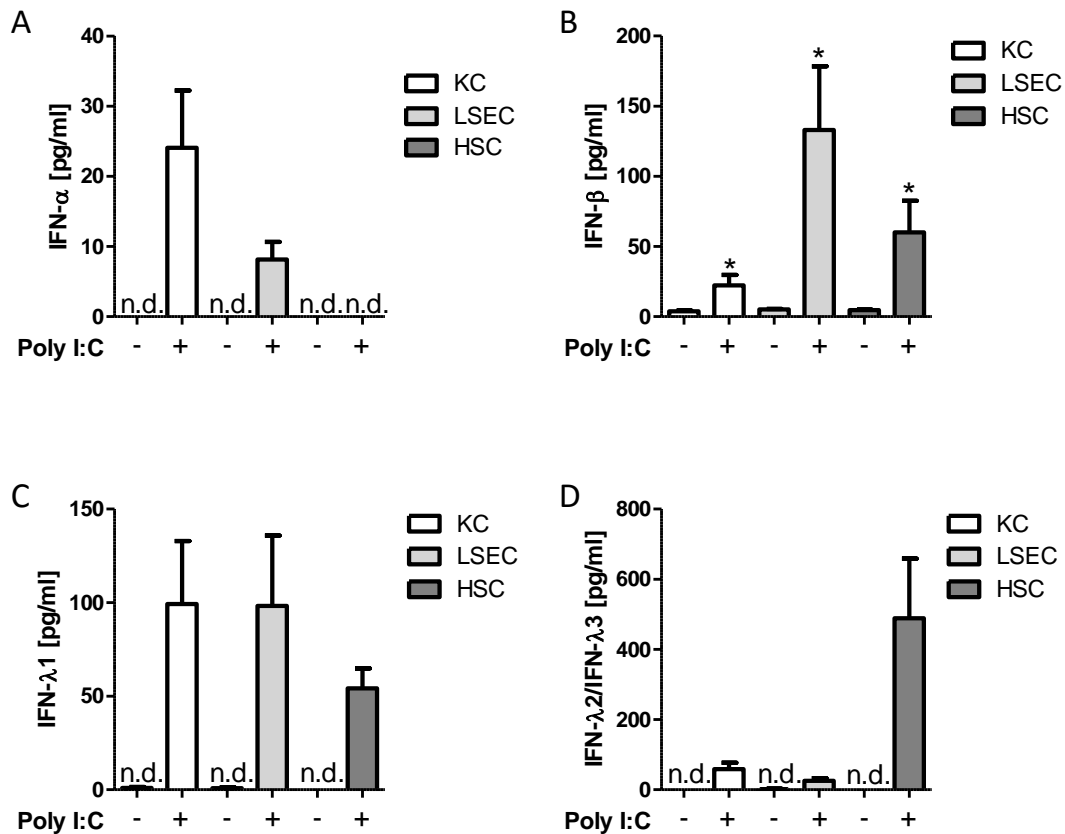 A
IFN-α [pg/ml]
40
30
20
10
0
n.d. n.d. n.d. n.d.
Poly I:C - + - + - +
KC
LSEC
HSC
B
IFN-β [pg/ml]
200
150
100
50
0
* * *
Poly I:C - + - + - +
KC
LSEC
HSC
C
IFN-λ1 [pg/ml]
150
100
50
0
n.d. n.d. n.d.
Poly I:C - + - + - +
KC
LSEC
HSC
D
IFN-λ2/IFN-λ3 [pg/ml]
800
600
400
200
0
n.d. n.d. n.d.
Poly I:C - + - + - +
KC
LSEC
HSC